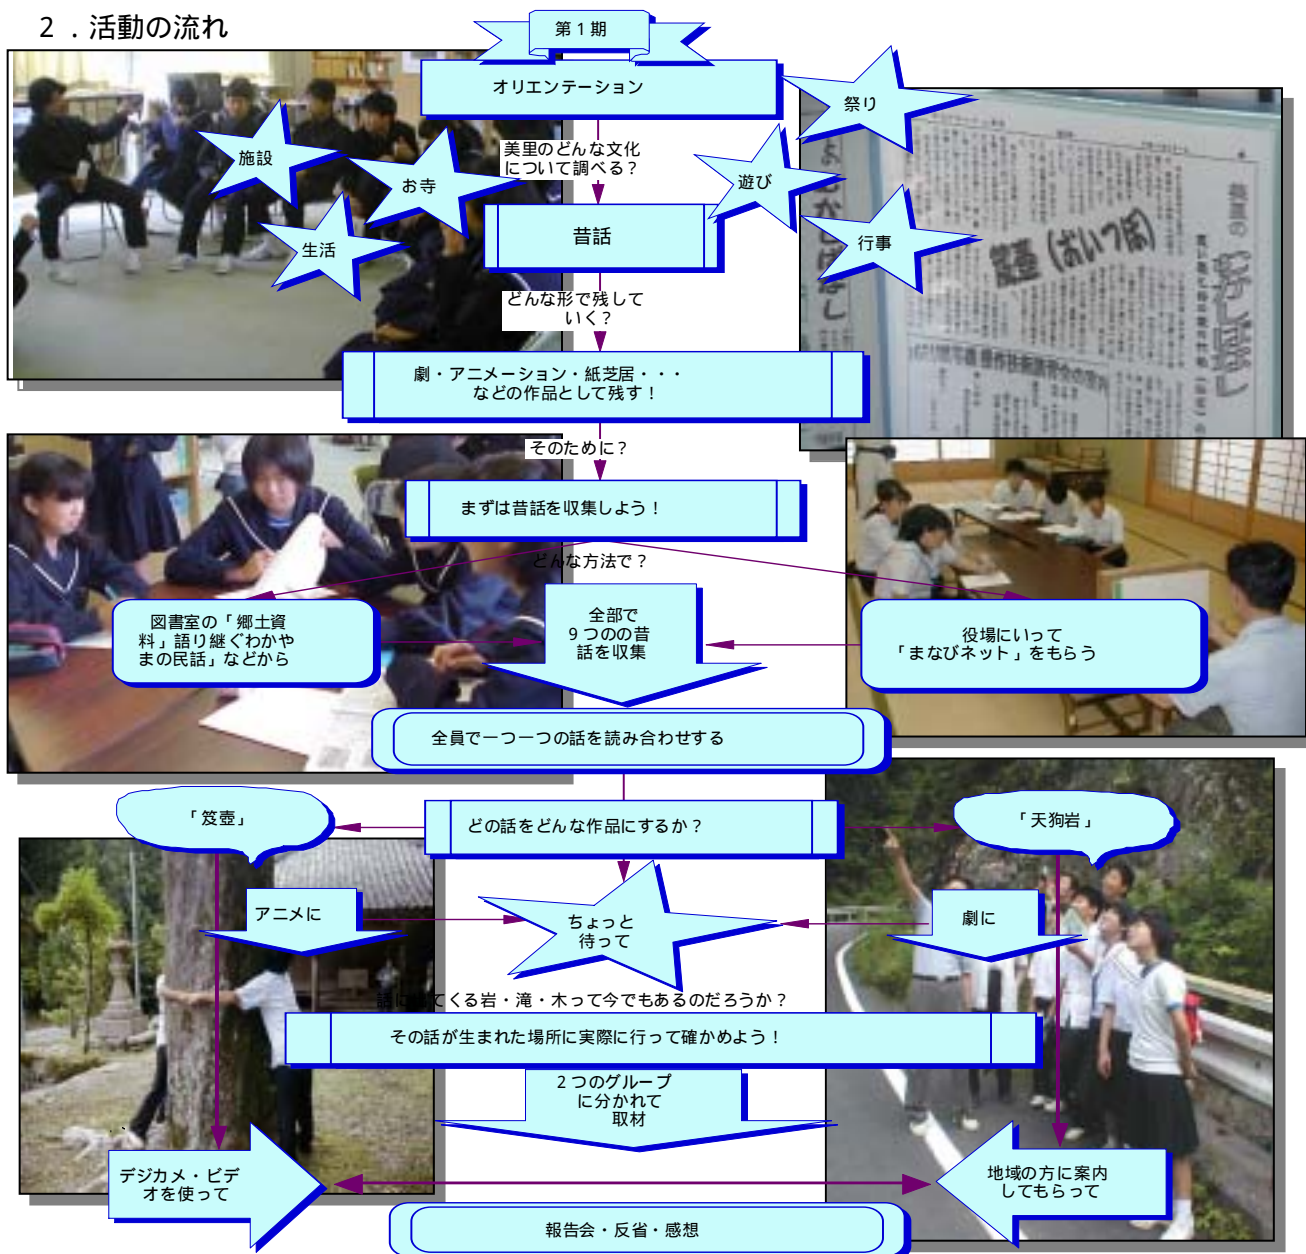 ２．活動の流れ
第１期
オリエンテーション
祭り
施設
お寺
美里のどんな文化
について調べる？
遊び
生活
昔話
行事
笈壷（おいつぼ）
むかし話
どんな形で残して
いく？
劇・アニメーション・紙芝居・・・
などの作品として残す！
そのために？
まずは昔話を収集しよう！
どんな方法で？
図書室の「郷土資
料」語り継ぐわかや
まの民話」などから
全部で
９つのの昔
話を収集
役場にいって
「まなびネット」をもらう
全員で一つ一つの話を読み合わせする
「笈壺」
どの話をどんな作品にするか？
「天狗岩」
アニメに
ちょっと
待って
劇に
てくる岩・滝・木って今でもあるのだろうか？
その話が生まれた場所に実際に行って確かめよう！
２つのグループ
に分かれて
取材
デジカメ・ビデ
オを使って
地域の方に案内
してもらって
報告会・反省・感想